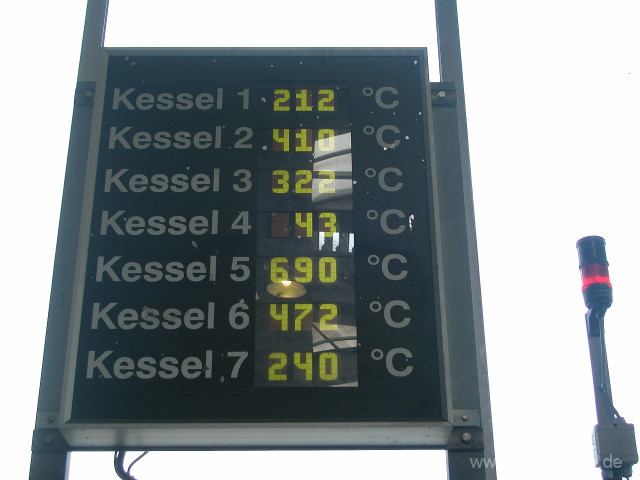 Kessel 1 212 °C
Kessel 2 410 °C
Kessel 3 322 °C
Kessel 4 43 °C
Kessel 5 690 °C
Kessel 6 472 °C
Kessel 7 240 °C